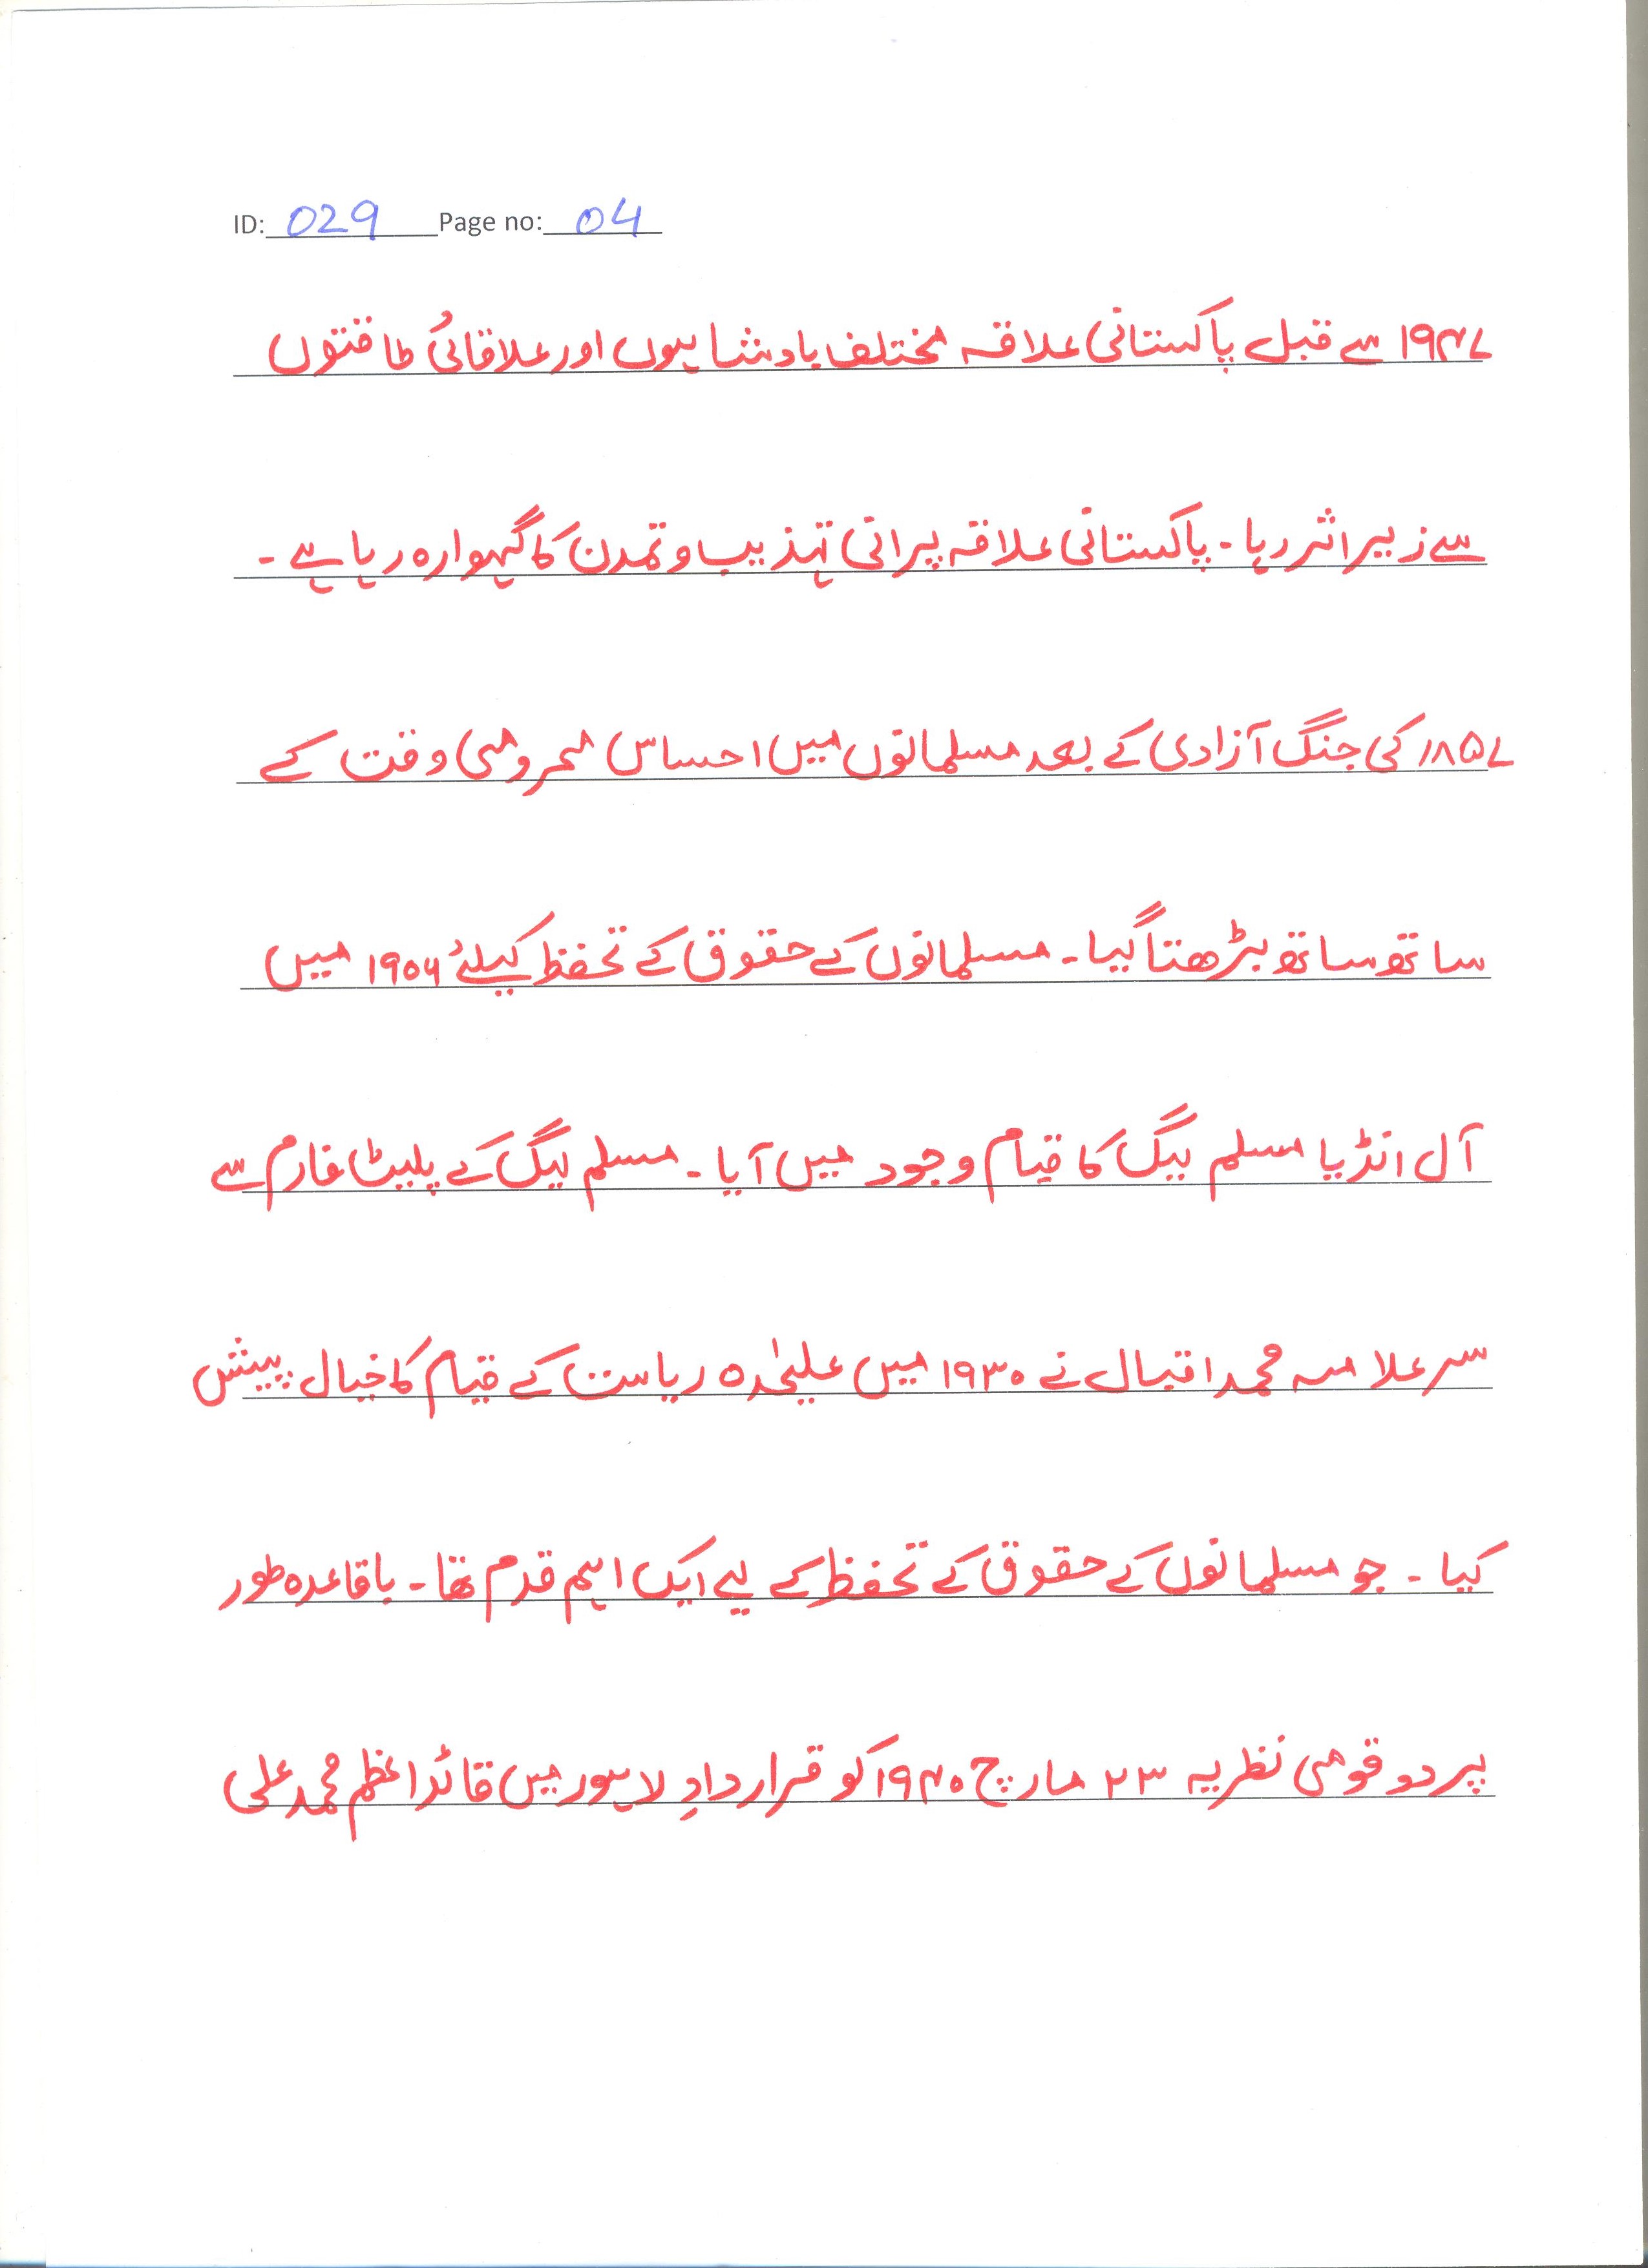 ID: 029 Page no: 04
۱۹۴۷ سے قبل پاکستانی علاقہ مختلف بادشاہوں اور علاقائی طاقتوں
سے زیر اثر رہا ۔ پاکستانی علاقہ پرانی تہذیب و تمدن کا گہوارہ رہا ہے ۔
۱۸۵۷ کی جنگ آزادی کے بعد مسلمانوں میں احساس محرومی وقت کے
ساتھ ساتھ بڑھتا گیا ۔ مسلمانوں کے حقوق کے تحفظ کیلئے ۱۹۰۶ میں
آل انڈیا مسلم لیگ کا قیام وجود میں آیا ۔ مسلم لیگ کے پلیٹ فارم سے
سر علامہ محمد اقبال نے ۱۹۳۰ میں علیحٰدہ ریاست کے قیام کا خیال پیش
کیا ۔ جو مسلمانوں کے حقوق کے تحفظ کے لیے ایک اہم قدم تھا ۔ باقاعدہ طور
پر دو قومی نظریہ ۲۳ مارچ ۱۹۴۰ کو قراردادِ لاہور میں قائد اعظم محمد علی